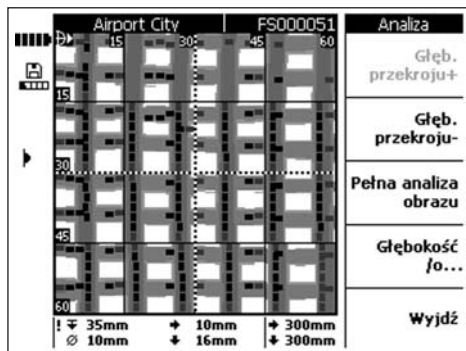 Airport City FS000051
Analiza
15 30 45 60
15
30
45
60
Głęb.
przekroju+
Głęb.
przekroju-
Pełna analiza
obrazu
Głębokość
/o...
Wyjdź
! 35mm 10mm 300mm
Ø 10mm 16mm 300mm